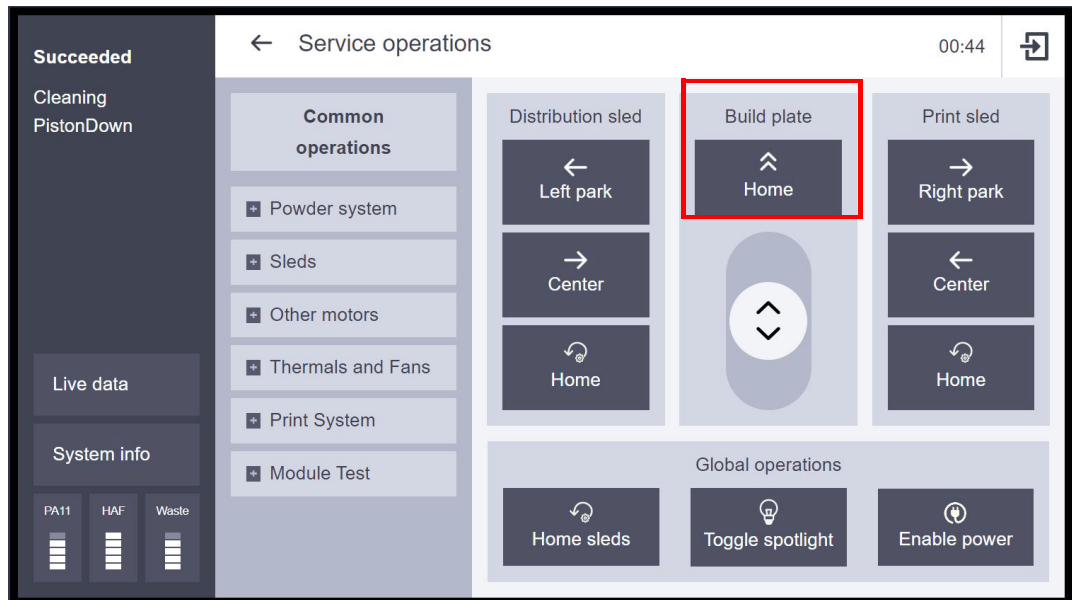 Succeeded
Cleaning
PistonDown
Live data
System info
PA11
HAF
Waste
Service operations
00:44
Common
operations
Powder system
Sleds
Other motors
Thermals and Fans
Print System
Module Test
Distribution sled
Left park
Center
Home
Build plate
Home
Print sled
Right park
Center
Home
Global operations
Home sleds
Toggle spotlight
Enable power